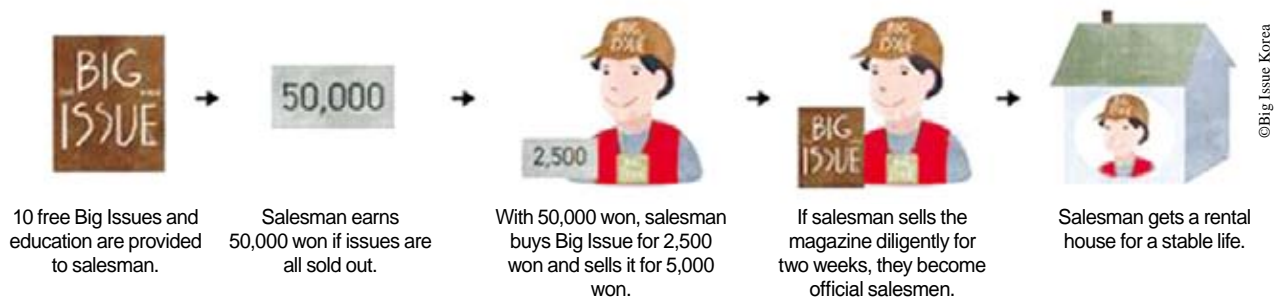 BIG
ISSUE
50,000
BIG
ISSUE
2,500
BIG
ISSUE
BIG
ISSUE
©Big Issue Korea
10 free Big Issues and
education are provided
to salesman.
Salesman earns
50,000 won if issues are
all sold out.
With 50,000 won, salesman
buys Big Issue for 2,500
won and sells it for 5,000
won.
If salesman sells the
magazine diligently for
two weeks, they become
official salesmen.
Salesman gets a rental
house for a stable life.